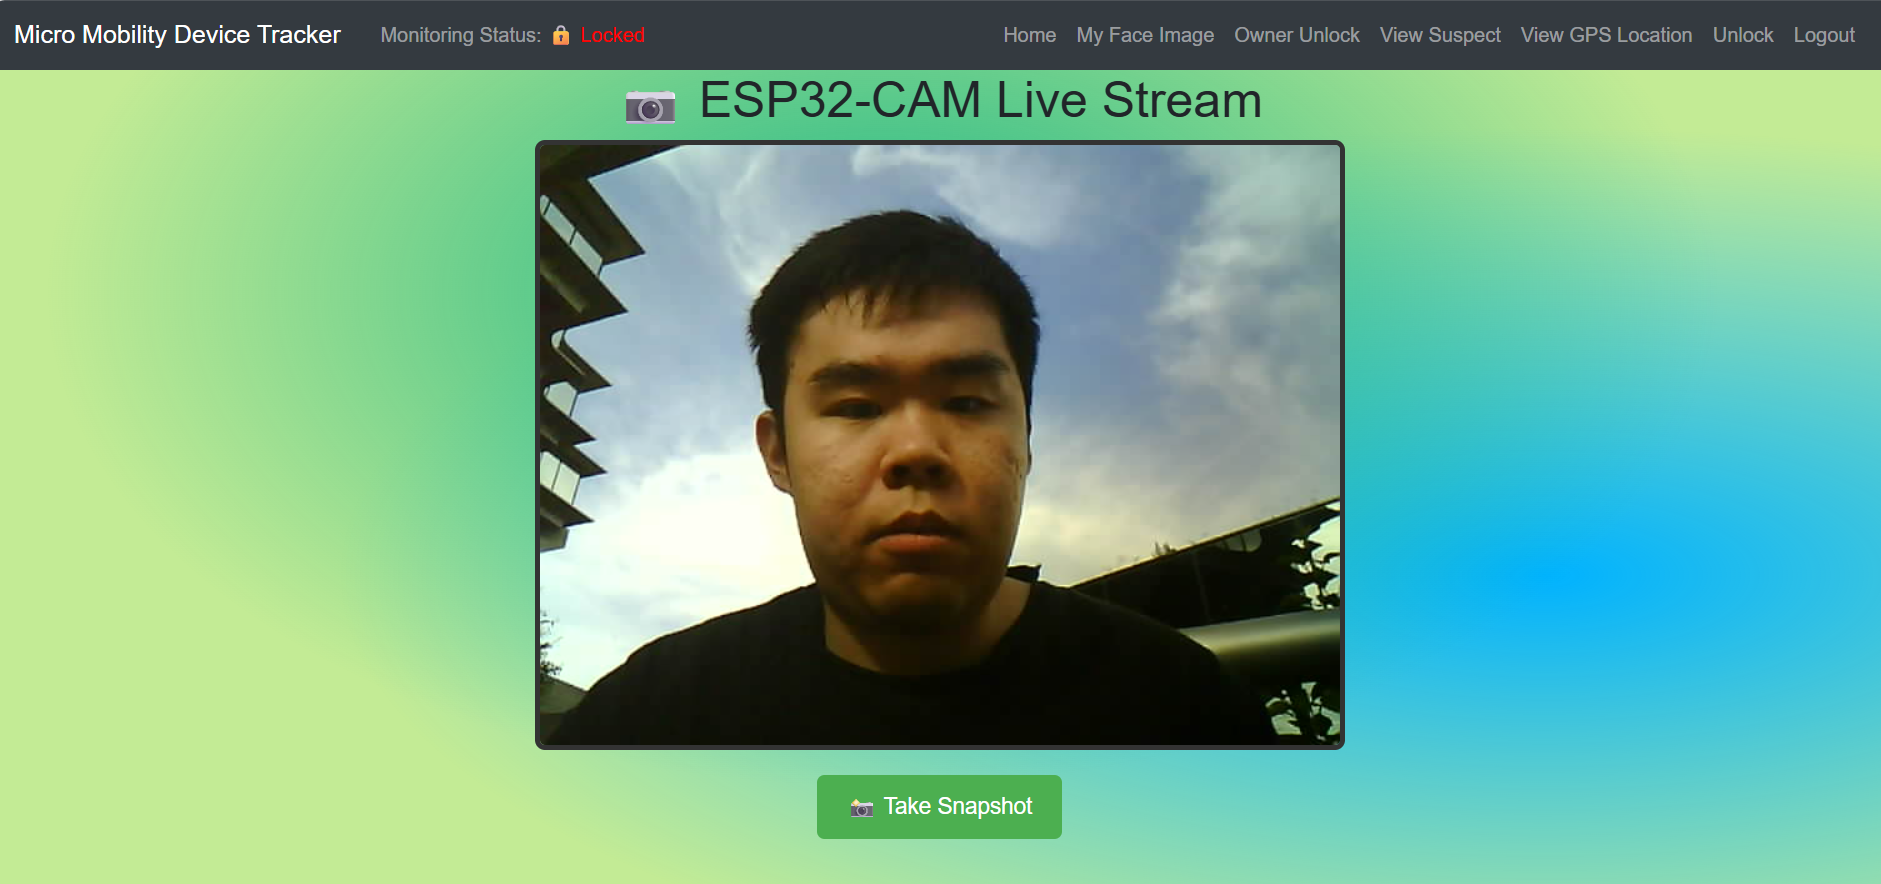 Micro Mobility Device Tracker Monitoring Status: 🔒 Locked Home My Face Image Owner Unlock View Suspect View GPS Location Unlock Logout
📷 ESP32-CAM Live Stream
📸 Take Snapshot